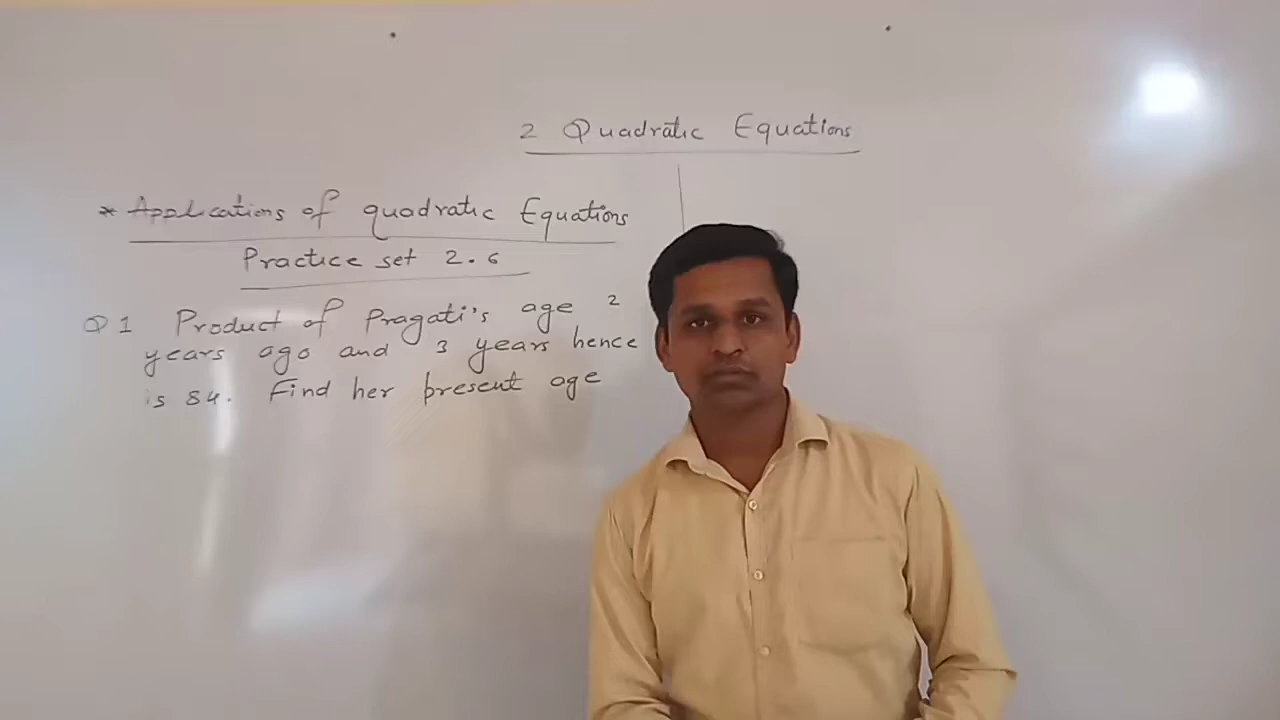 2 Quadratic Equations
* Applications of quadratic Equations
Practice set 2.6
Q1 Product of Pragati's age 2
years ago and 3 years hence
is 84. Find her present age